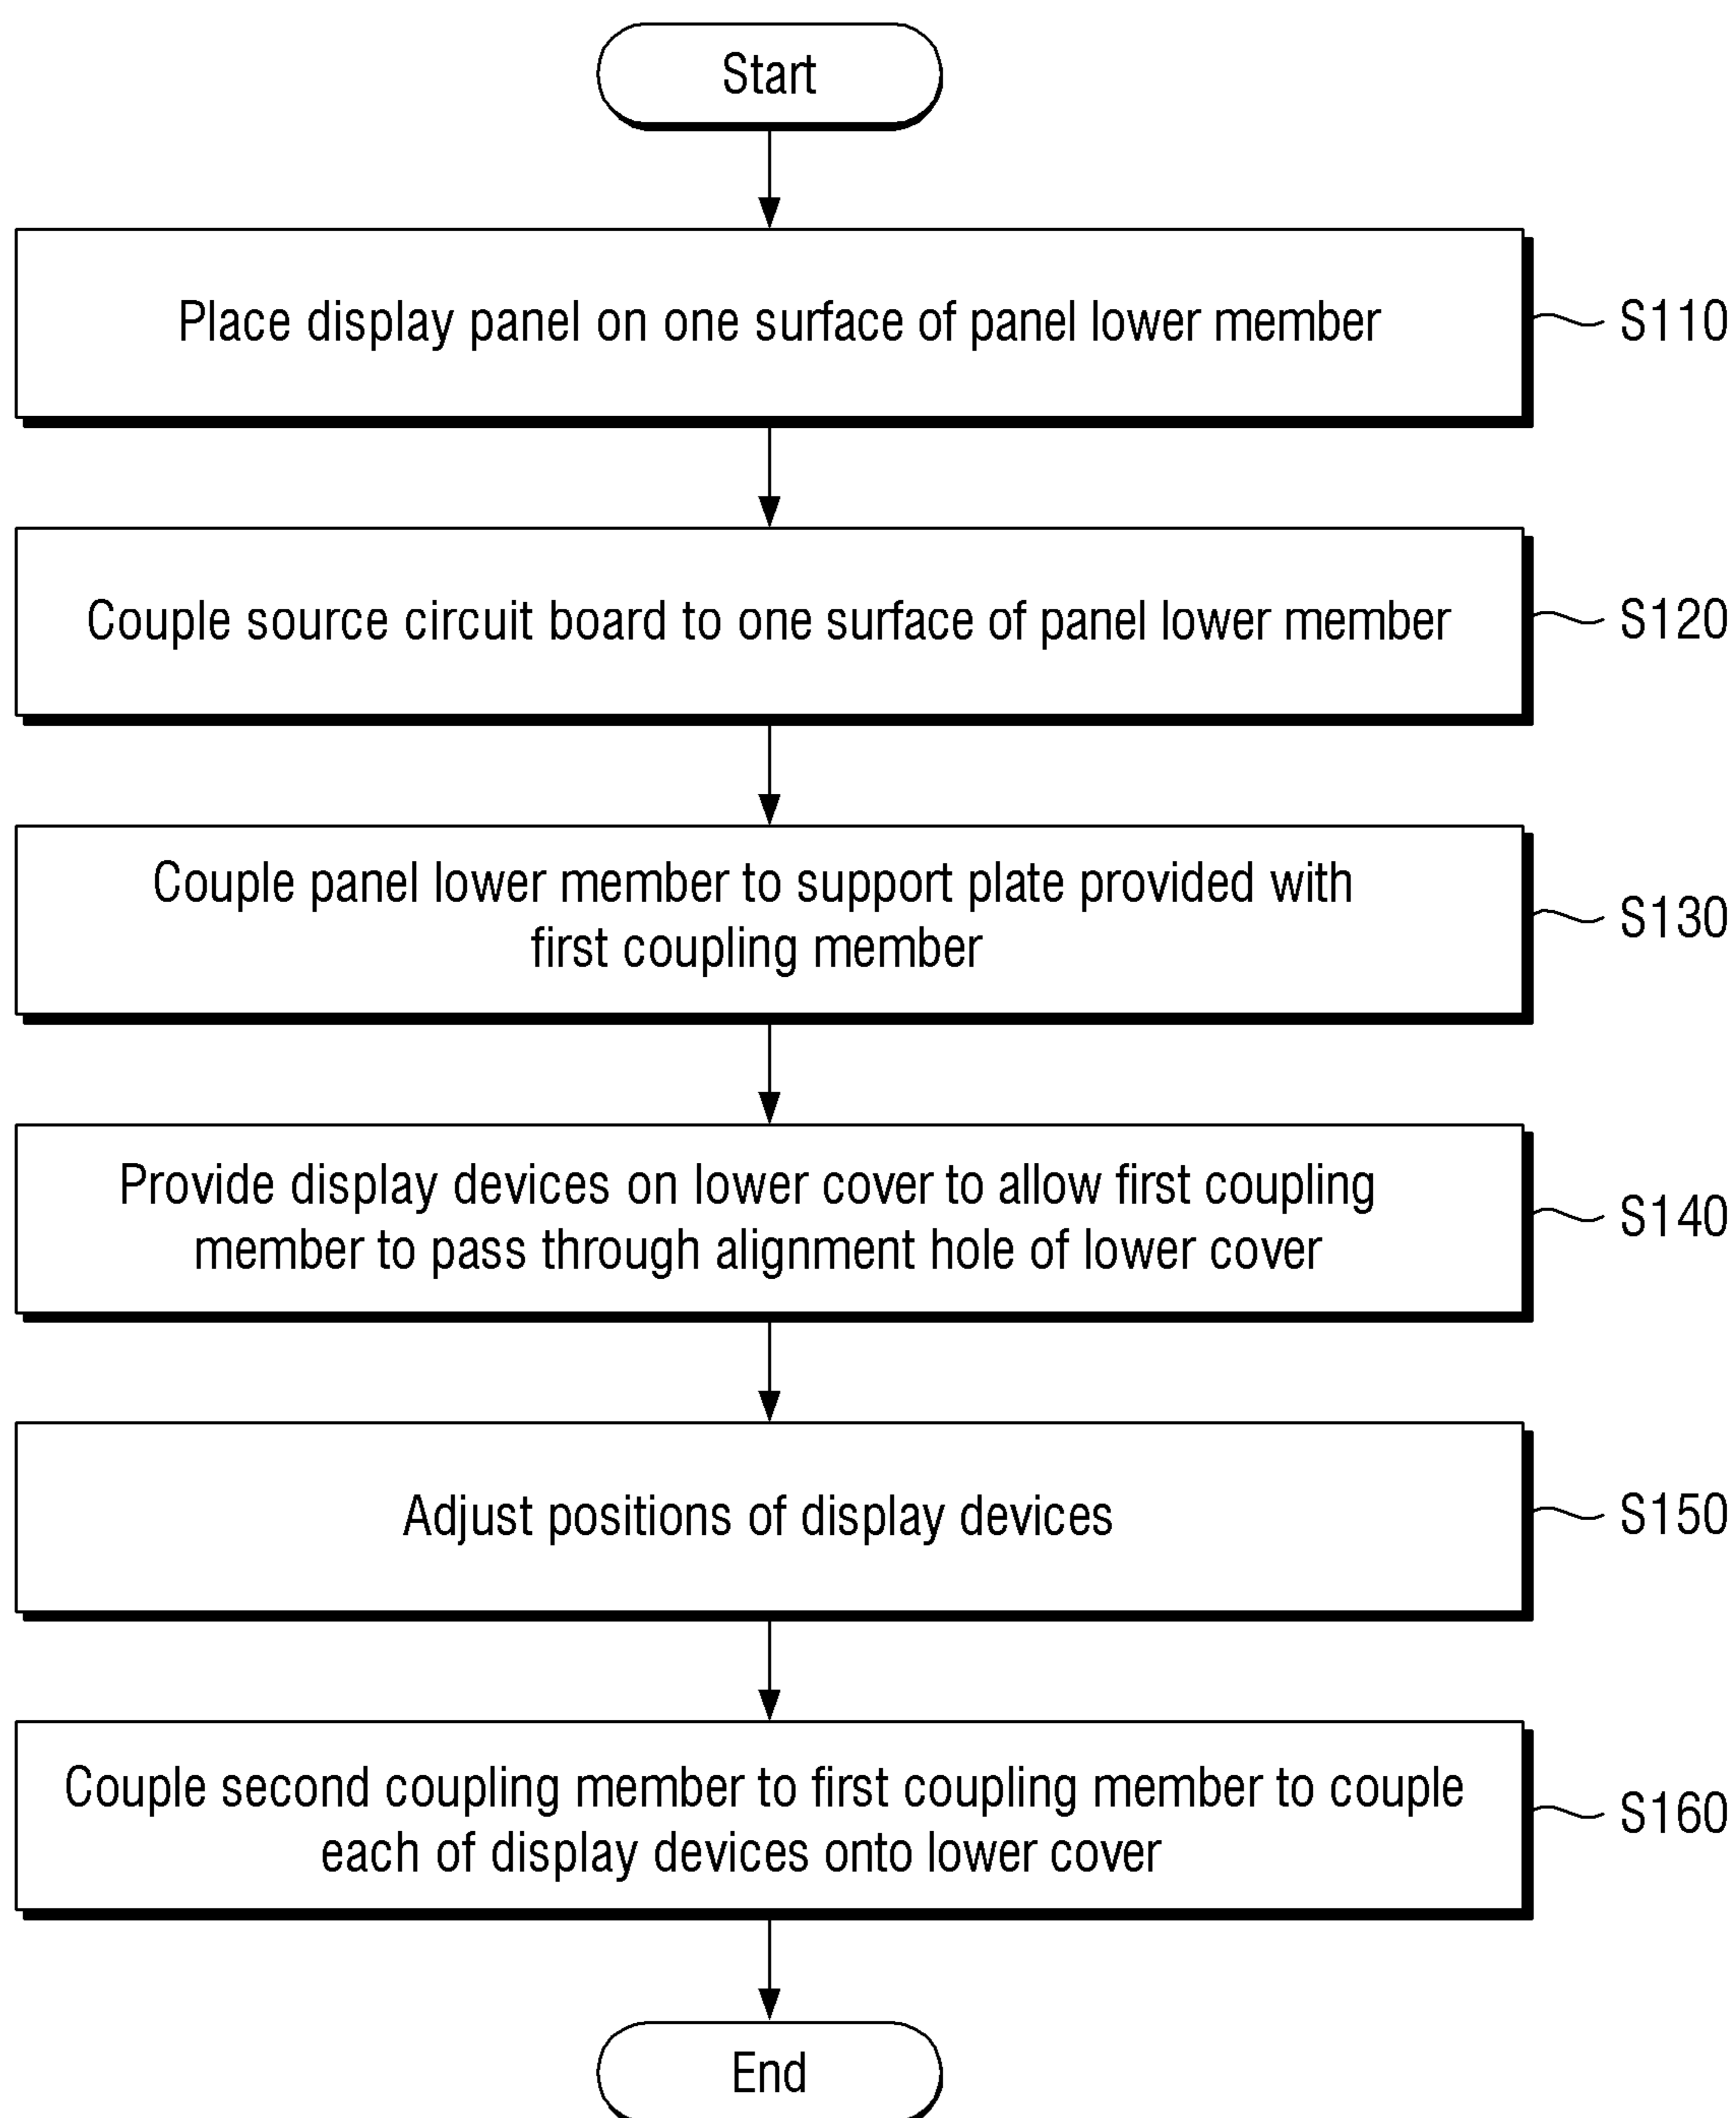 Start
Place display panel on one surface of panel lower member
S110
Couple source circuit board to one surface of panel lower member
S120
Couple panel lower member to support plate provided with
first coupling member
S130
Provide display devices on lower cover to allow first coupling
member to pass through alignment hole of lower cover
S140
Adjust positions of display devices
S150
Couple second coupling member to first coupling member to couple
each of display devices onto lower cover
S160
End